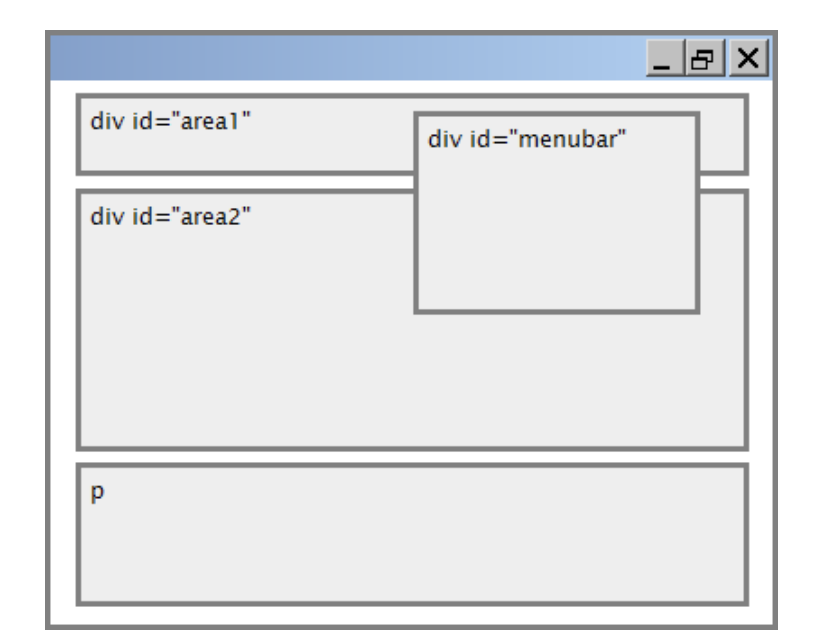 div id="area1"
div id="menubar"
div id="area2"
p